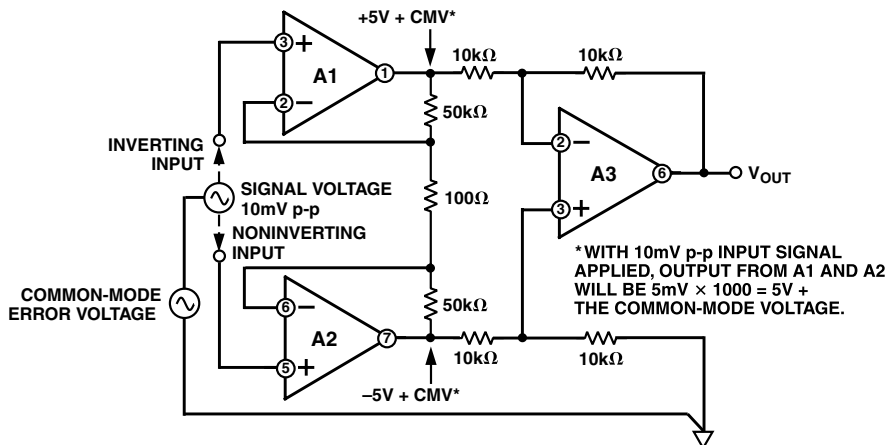 +5V + CMV*
10kΩ
10kΩ
3
+
A1
1
2
−
50kΩ
INVERTING
INPUT
2
−
A3
6
VOUT
3
+
SIGNAL VOLTAGE
10mV p-p
100Ω
NONINVERTING
INPUT
*WITH 10mV p-p INPUT SIGNAL
APPLIED, OUTPUT FROM A1 AND A2
WILL BE 5mV × 1000 = 5V +
THE COMMON-MODE VOLTAGE.
COMMON-MODE
ERROR VOLTAGE
6
−
A2
7
5
+
50kΩ
10kΩ
10kΩ
−5V + CMV*